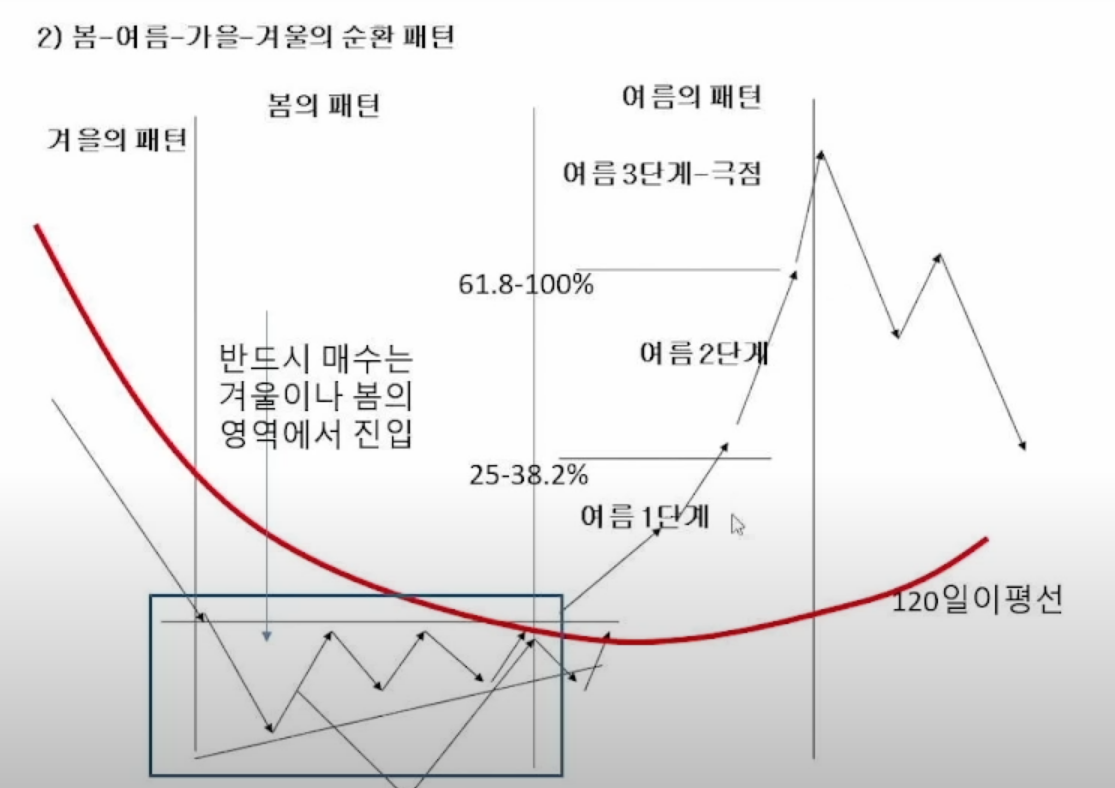 2) 봄-여름-가을-겨울의 순환 패턴
봄의 패턴
여름의 패턴
겨울의 패턴
여름3단계-극점
61.8-100%
여름2단계
반드시 매수는
겨울이나 봄의
영역에서 진입
25-38.2%
여름1단계
120일이평선